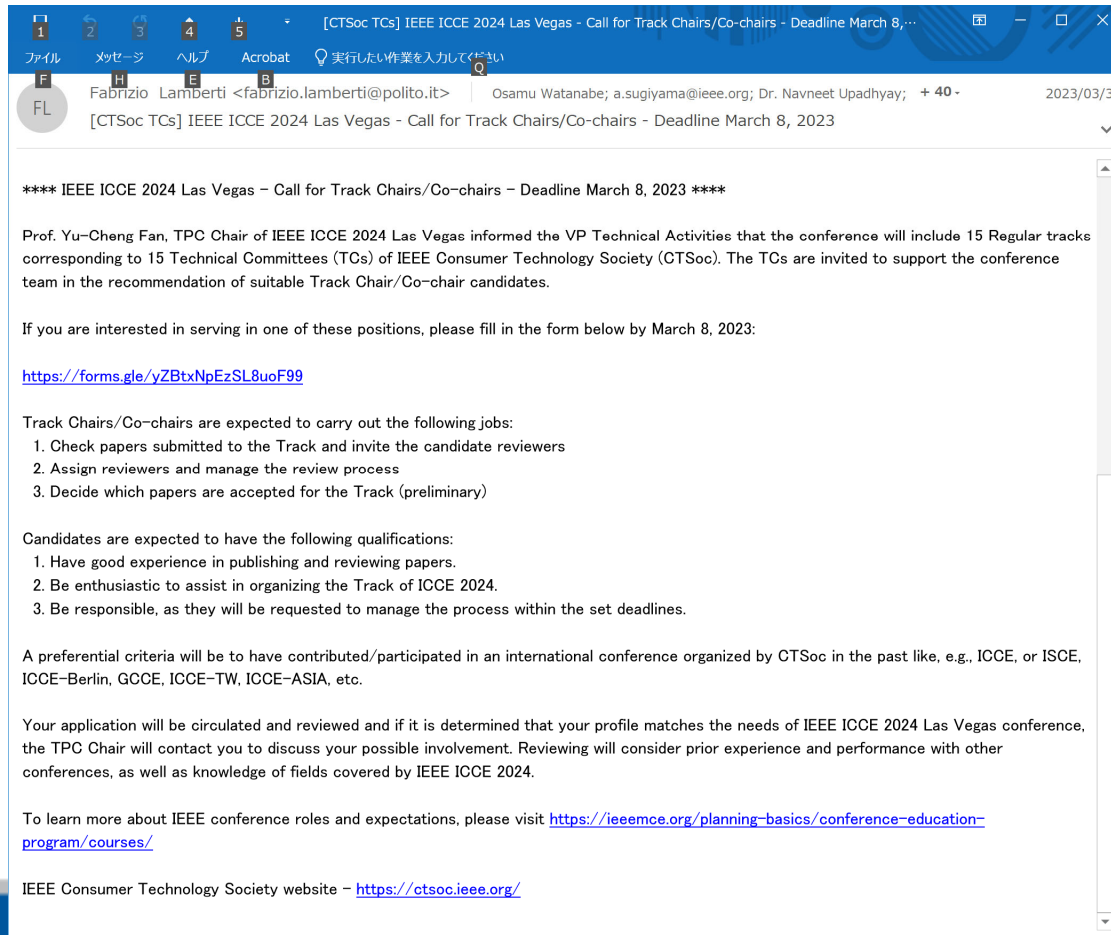 [CTSoc TCs] IEEE ICCE 2024 Las Vegas - Call for Track Chairs/Co-chairs - Deadline March 8,…
1 2 3 4 5
ファイル メッセージ ヘルプ Acrobat 実行したい作業を入力してください
F H E B Q
FL
Fabrizio Lamberti <fabrizio.lamberti@polito.it> Osamu Watanabe; a.sugiyama@ieee.org; Dr. Navneet Upadhyay; + 40 2023/03/3
[CTSoc TCs] IEEE ICCE 2024 Las Vegas - Call for Track Chairs/Co-chairs - Deadline March 8, 2023
**** IEEE ICCE 2024 Las Vegas - Call for Track Chairs/Co-chairs - Deadline March 8, 2023 ****
Prof. Yu-Cheng Fan, TPC Chair of IEEE ICCE 2024 Las Vegas informed the VP Technical Activities that the conference will include 15 Regular tracks
corresponding to 15 Technical Committees (TCs) of IEEE Consumer Technology Society (CTSoc). The TCs are invited to support the conference
team in the recommendation of suitable Track Chair/Co-chair candidates.
If you are interested in serving in one of these positions, please fill in the form below by March 8, 2023:
https://forms.gle/yZBtxNpEzSL8uoF99
Track Chairs/Co-chairs are expected to carry out the following jobs:
1. Check papers submitted to the Track and invite the candidate reviewers
2. Assign reviewers and manage the review process
3. Decide which papers are accepted for the Track (preliminary)
Candidates are expected to have the following qualifications:
1. Have good experience in publishing and reviewing papers.
2. Be enthusiastic to assist in organizing the Track of ICCE 2024.
3. Be responsible, as they will be requested to manage the process within the set deadlines.
A preferential criteria will be to have contributed/participated in an international conference organized by CTSoc in the past like, e.g., ICCE, or ISCE,
ICCE-Berlin, GCCE, ICCE-TW, ICCE-ASIA, etc.
Your application will be circulated and reviewed and if it is determined that your profile matches the needs of IEEE ICCE 2024 Las Vegas conference,
the TPC Chair will contact you to discuss your possible involvement. Reviewing will consider prior experience and performance with other
conferences, as well as knowledge of fields covered by IEEE ICCE 2024.
To learn more about IEEE conference roles and expectations, please visit https://ieeemce.org/planning-basics/conference-education-
program/courses/
IEEE Consumer Technology Society website - https://ctsoc.ieee.org/